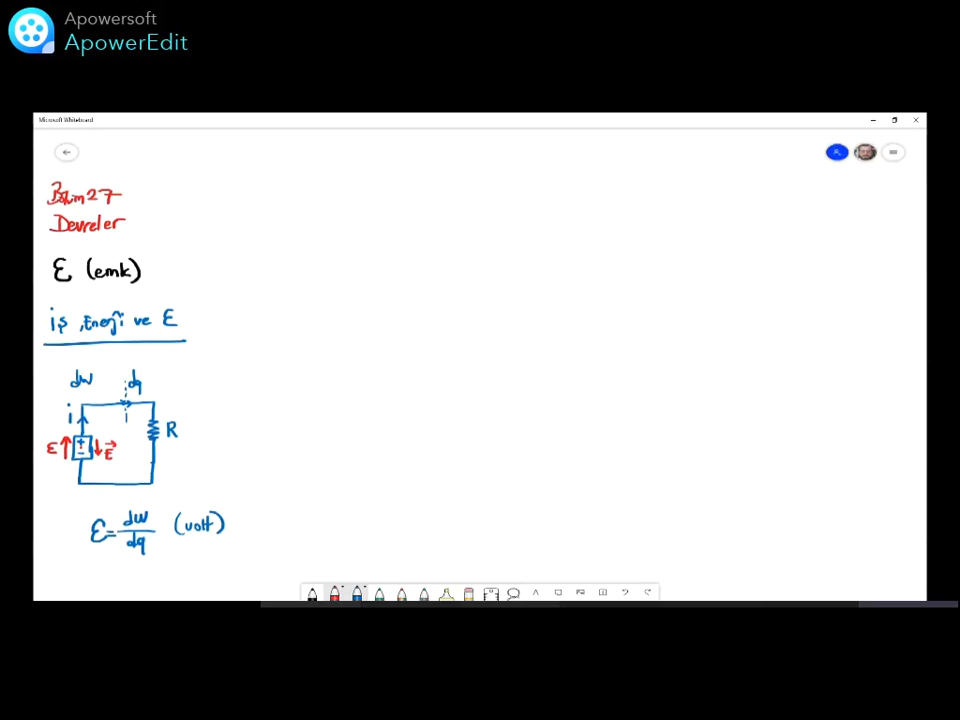 Apowersoft
ApowerEdit
Microsoft Whiteboard
Bölüm 27
Devreler
ε (emk)
iş, Enerji ve ε
dW dq
i
ε + - E⃗ R
ε = dW/dq (volt)